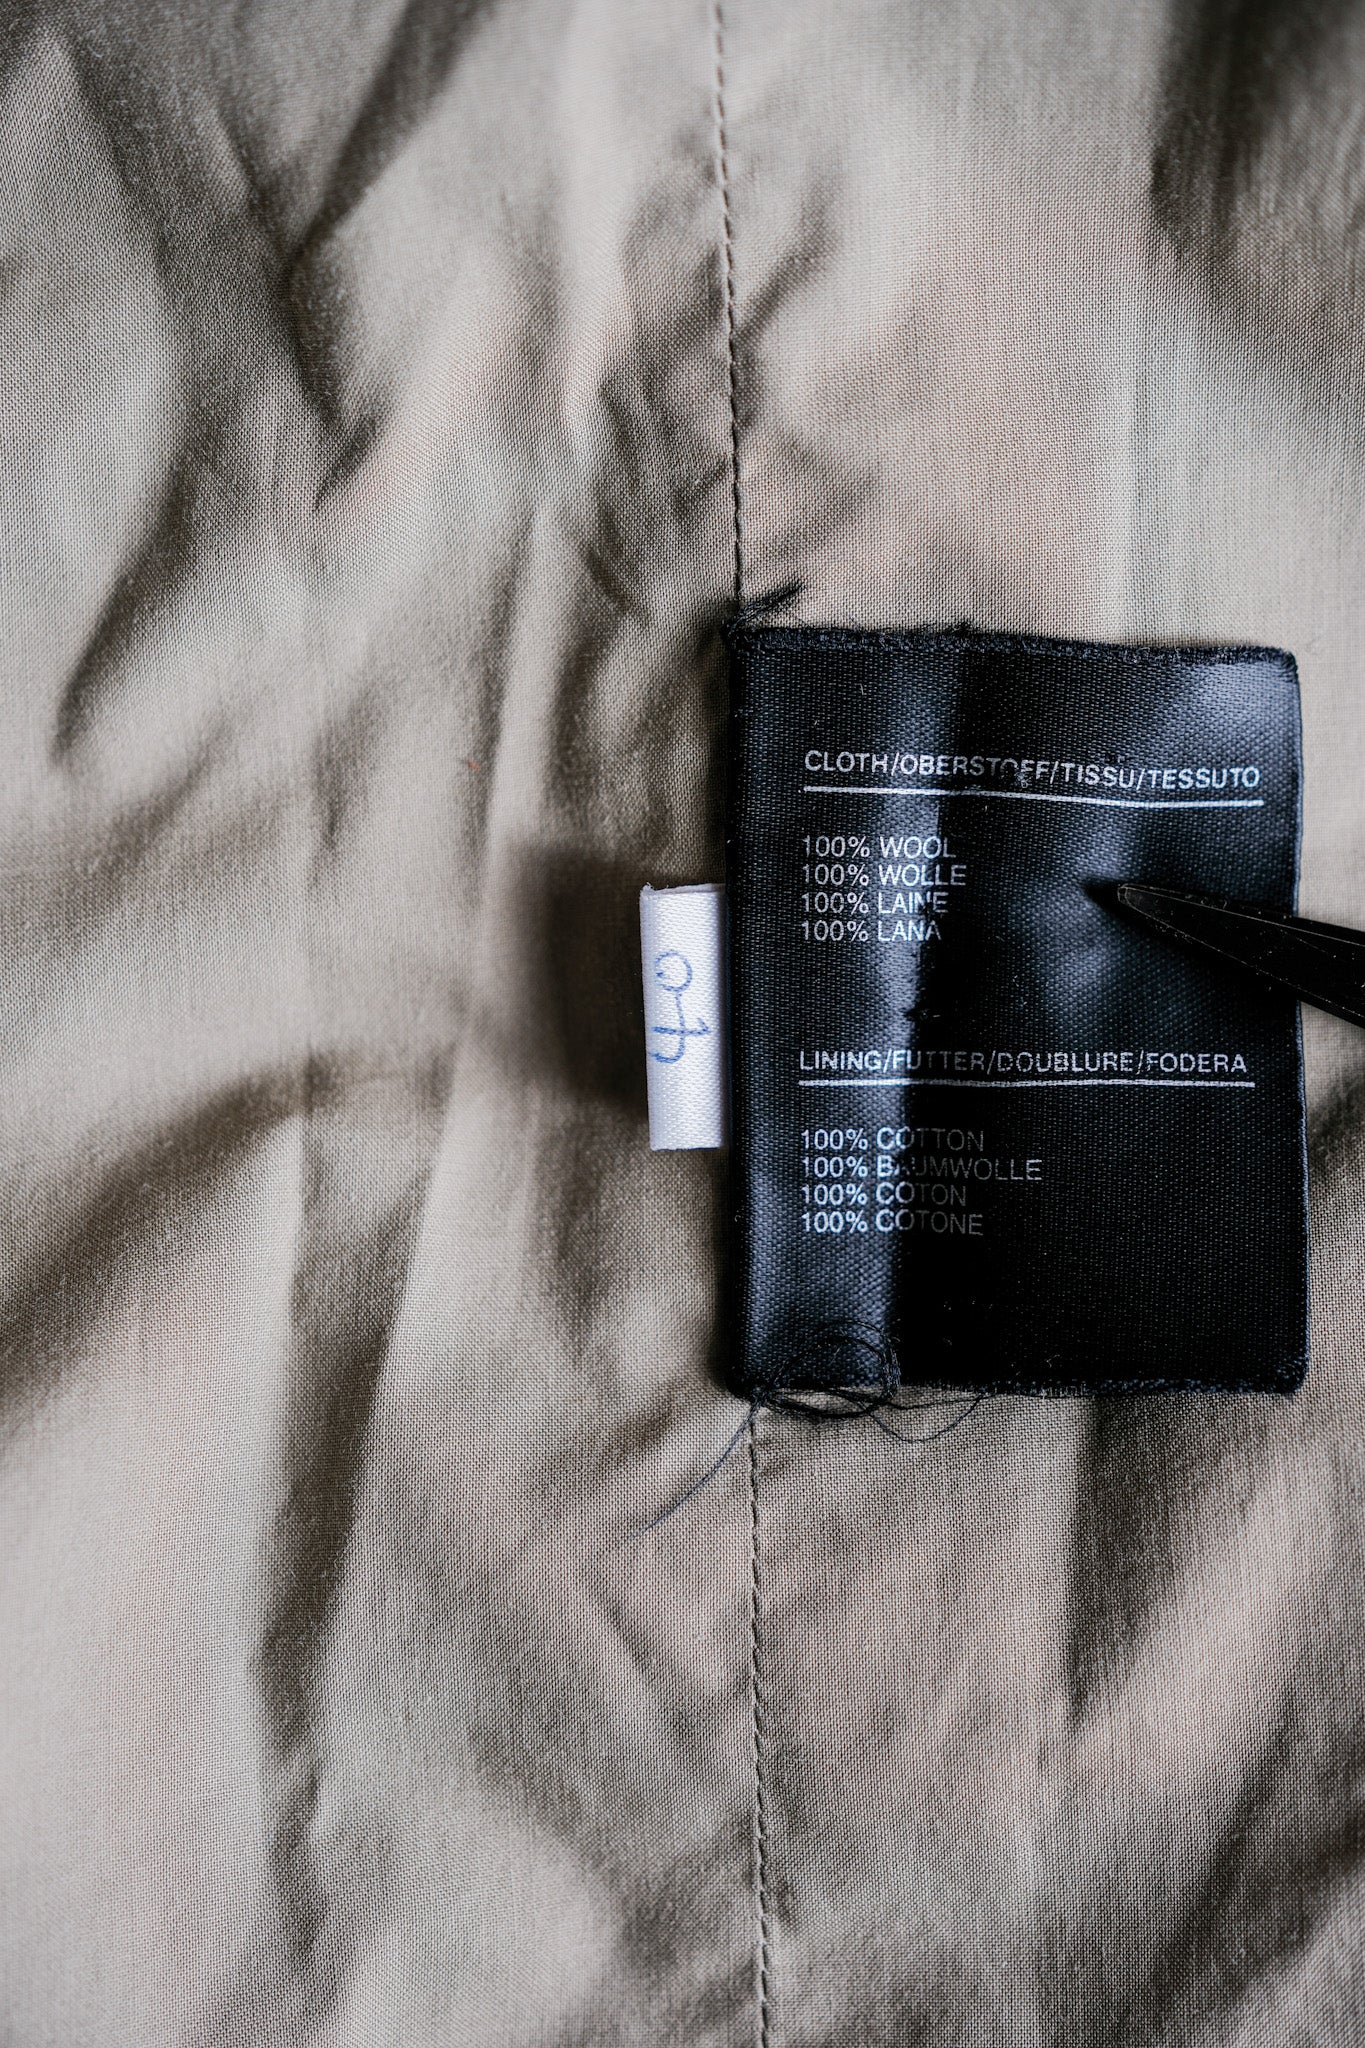 CLOTH/OBERSTOFF/TISSU/TESSUTO
100% WOOL
100% WOLLE
100% LAINE
100% LANA
LINING/FUTTER/DOUBLURE/FODERA
100% COTTON
100% BAUMWOLLE
100% COTON
100% COTONE